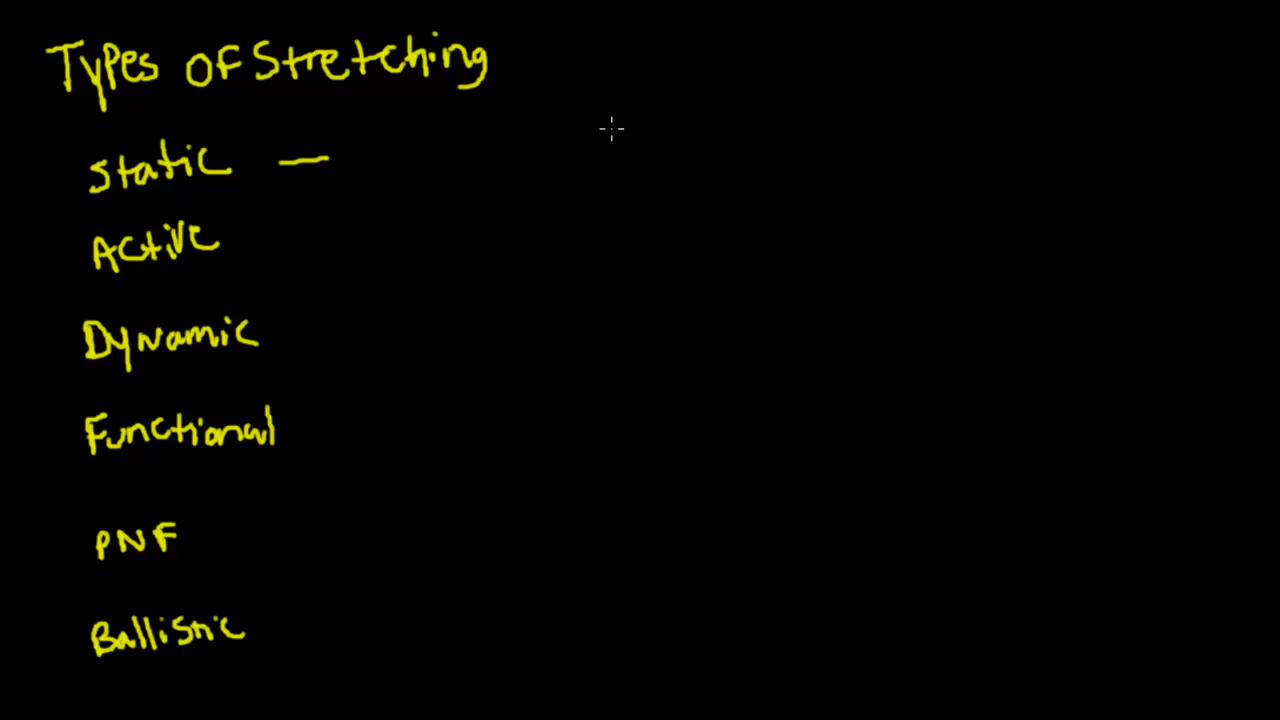 Types of Stretching
Static —
Active
Dynamic
Functional
PNF
Ballistic